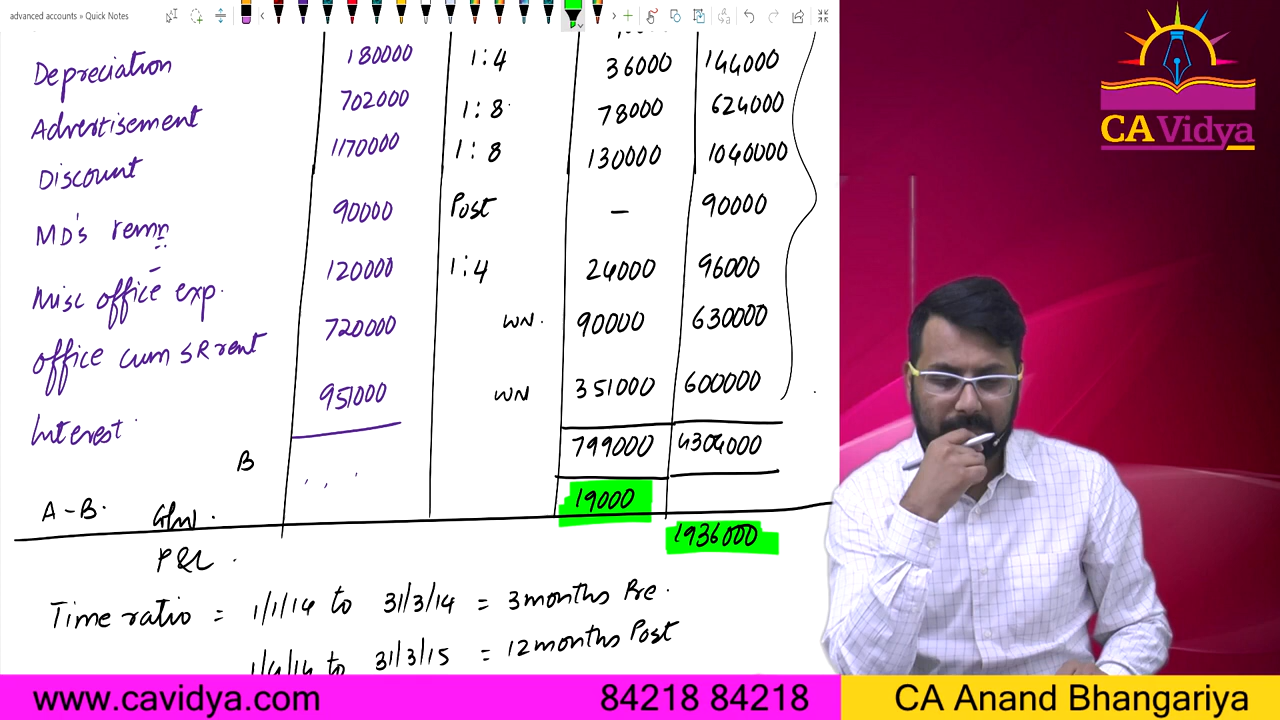 advanced accounts » Quick Notes
Depreciation 180000 1:4 36000 144000
Advertisement 702000 1:8 78000 624000
Discount 1170000 1:8 130000 1040000
MD's remn 90000 Post – 90000
Misc office exp. 120000 1:4 24000 96000
office cum SR rent 720000 WN. 90000 630000
Interest 951000 WN 351000 600000
B 799000 4304000
A-B. G/W. 19000
P&L 1936000
Time ratio = 1/1/14 to 31/3/14 = 3 months Pre.
1/4/14 to 31/3/15 = 12 months Post
CA Vidya
www.cavidya.com 84218 84218 CA Anand Bhangariya